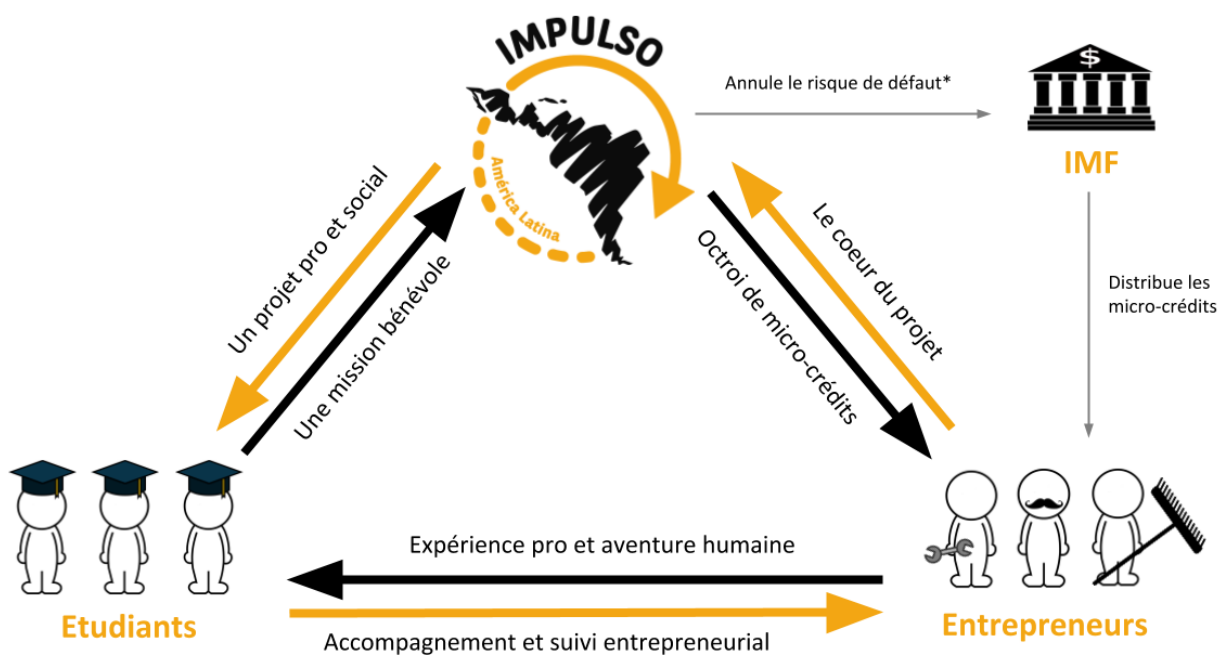 IMPULSO
América Latina
Annule le risque de défaut*
$
IMF
Un projet pro et social
Une mission bénévole
Octroi de micro-crédits
Le coeur du projet
Distribue les
micro-crédits
Expérience pro et aventure humaine
Etudiants
Accompagnement et suivi entrepreneurial
Entrepreneurs